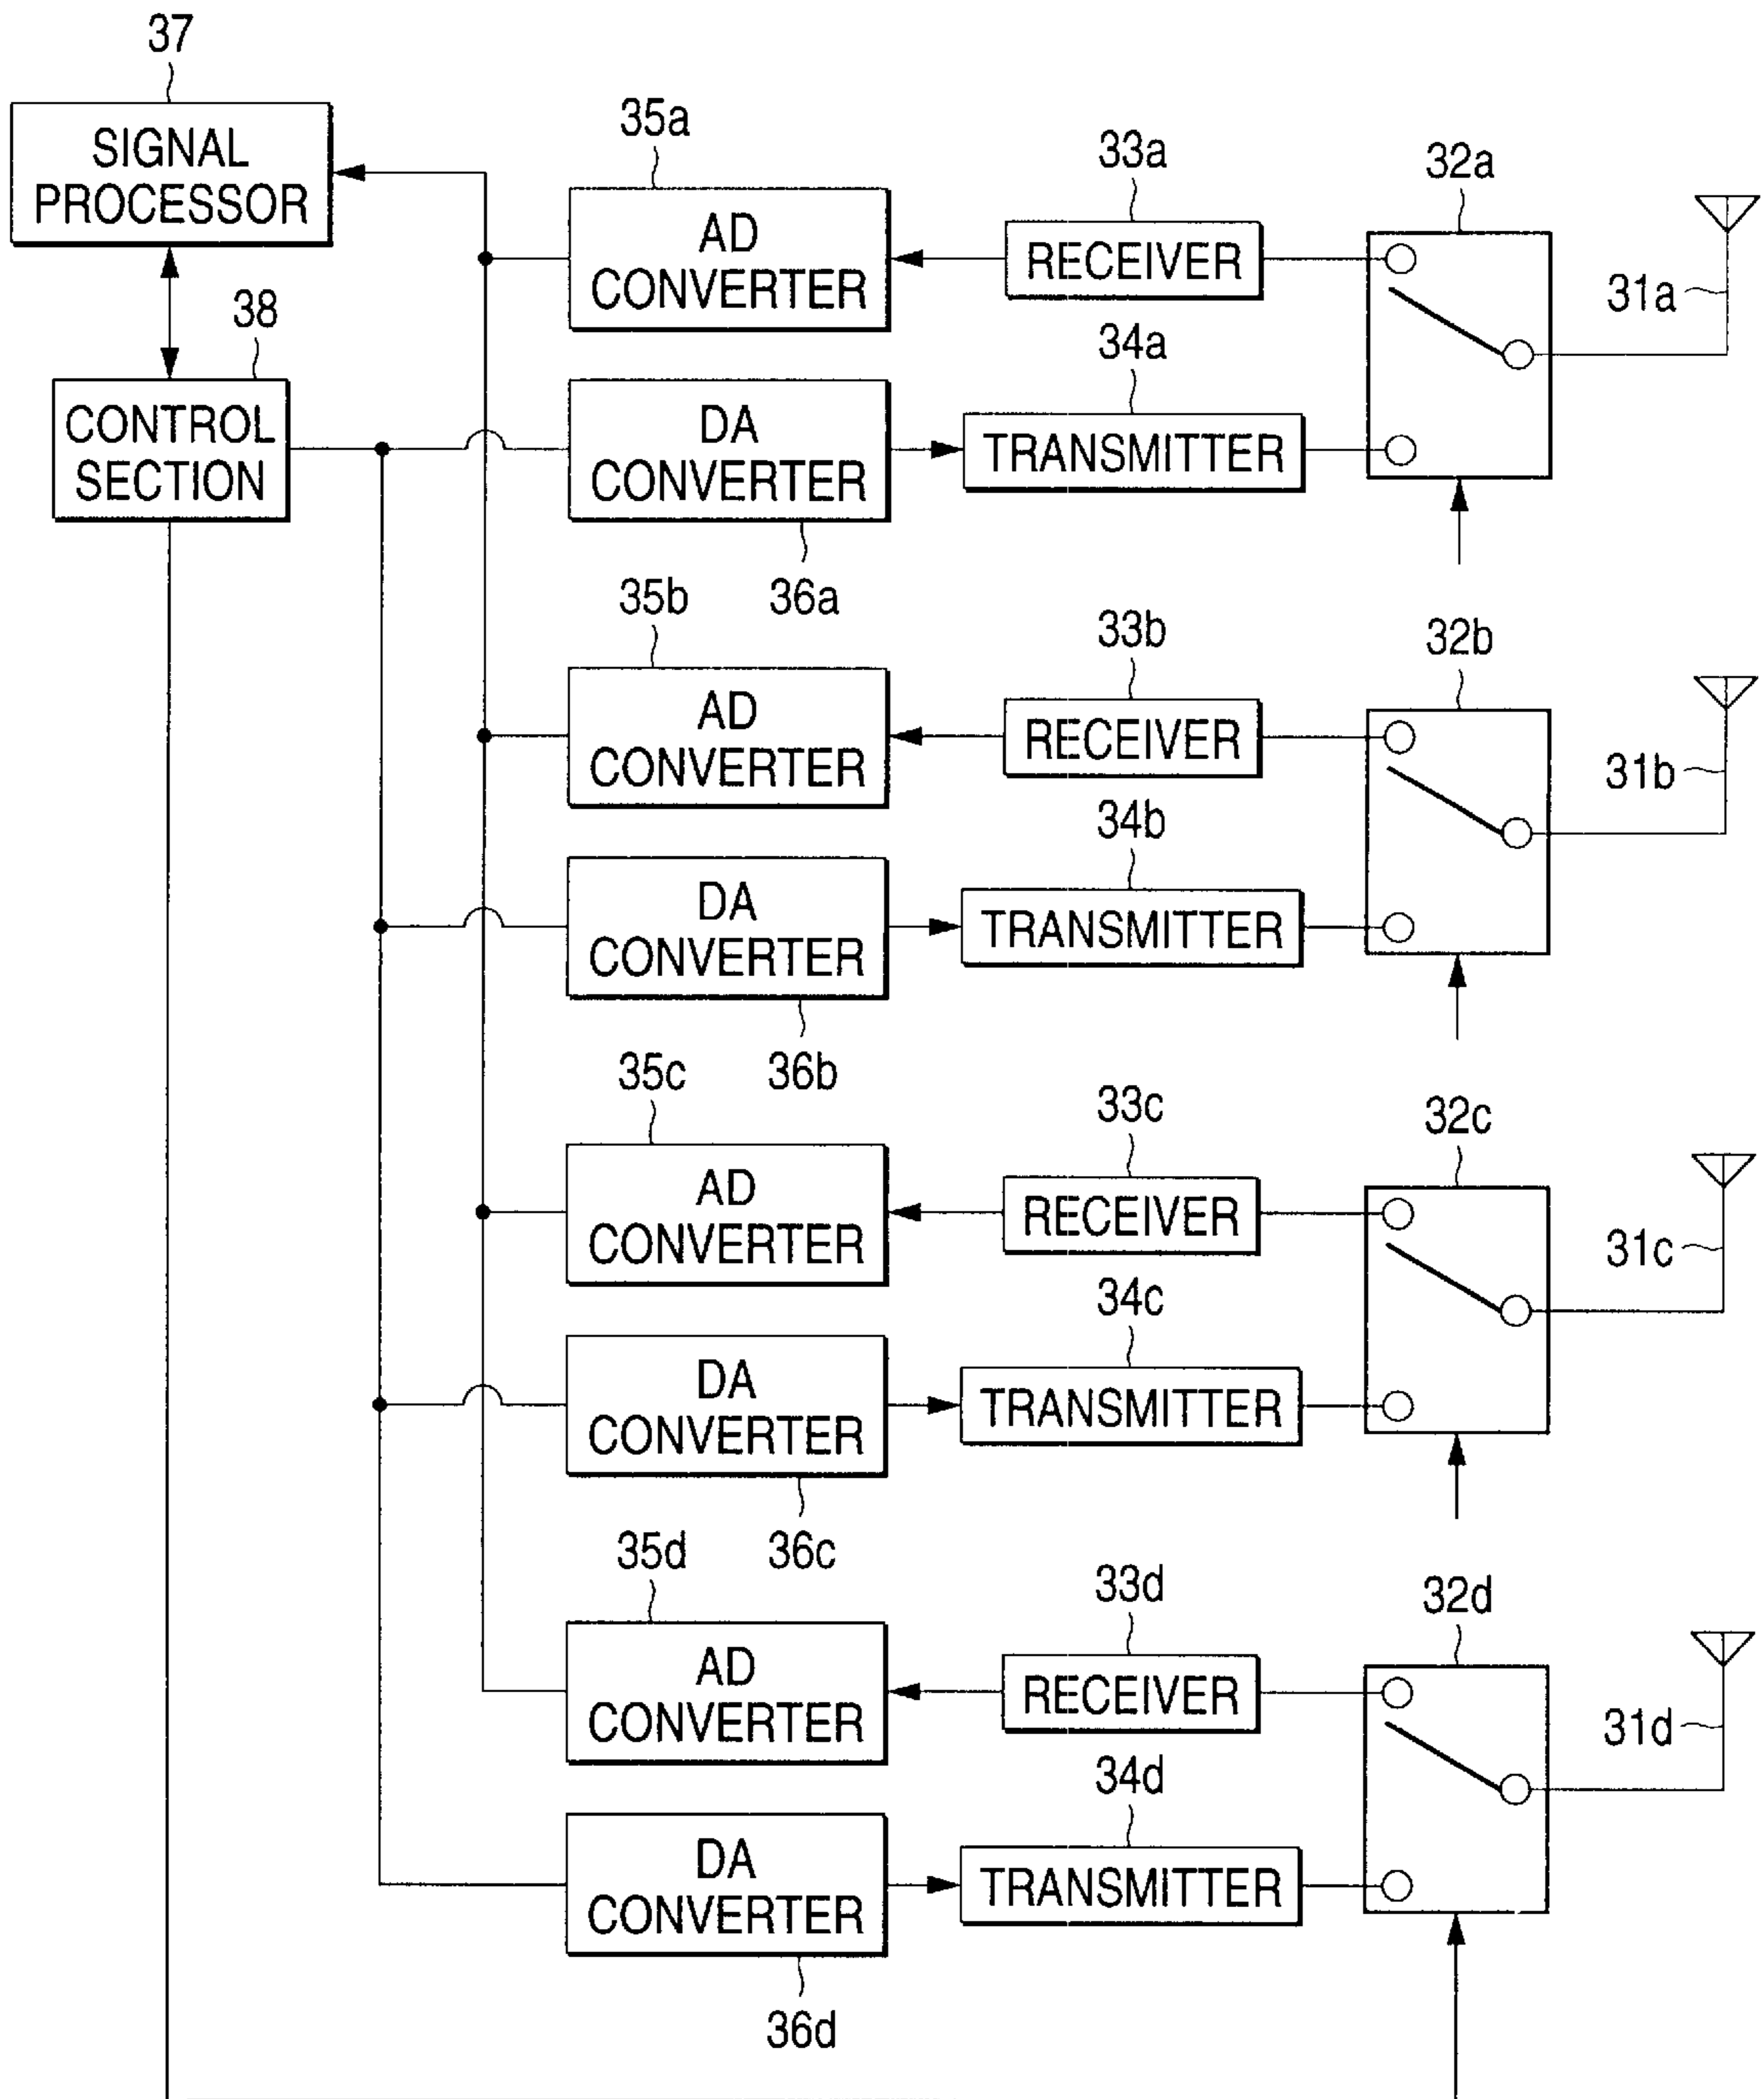 37
SIGNAL
PROCESSOR
38
CONTROL
SECTION
35a
AD
CONVERTER
33a
RECEIVER
32a
31a
DA
CONVERTER
36a
34a
TRANSMITTER
35b
AD
CONVERTER
33b
RECEIVER
32b
31b
DA
CONVERTER
36b
34b
TRANSMITTER
35c
AD
CONVERTER
33c
RECEIVER
32c
31c
DA
CONVERTER
36c
34c
TRANSMITTER
35d
AD
CONVERTER
33d
RECEIVER
32d
31d
DA
CONVERTER
36d
34d
TRANSMITTER